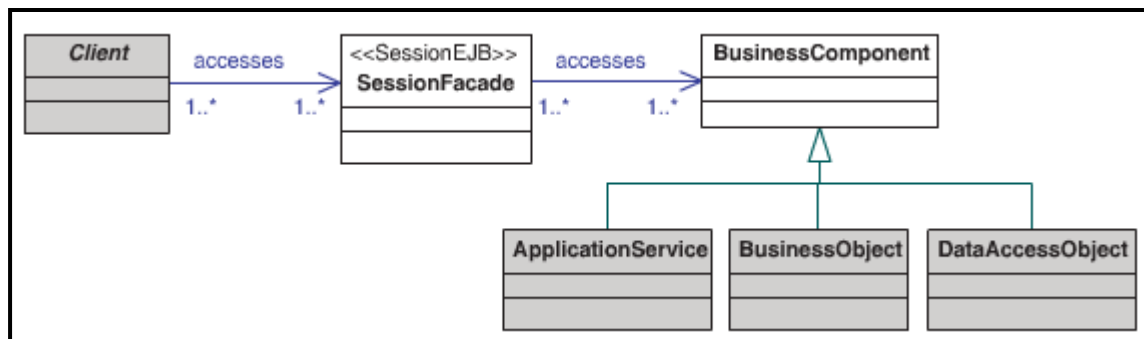 Client
accesses
1..*
1..*
<<SessionEJB>>
SessionFacade
accesses
1..*
1..*
BusinessComponent
ApplicationService
BusinessObject
DataAccessObject